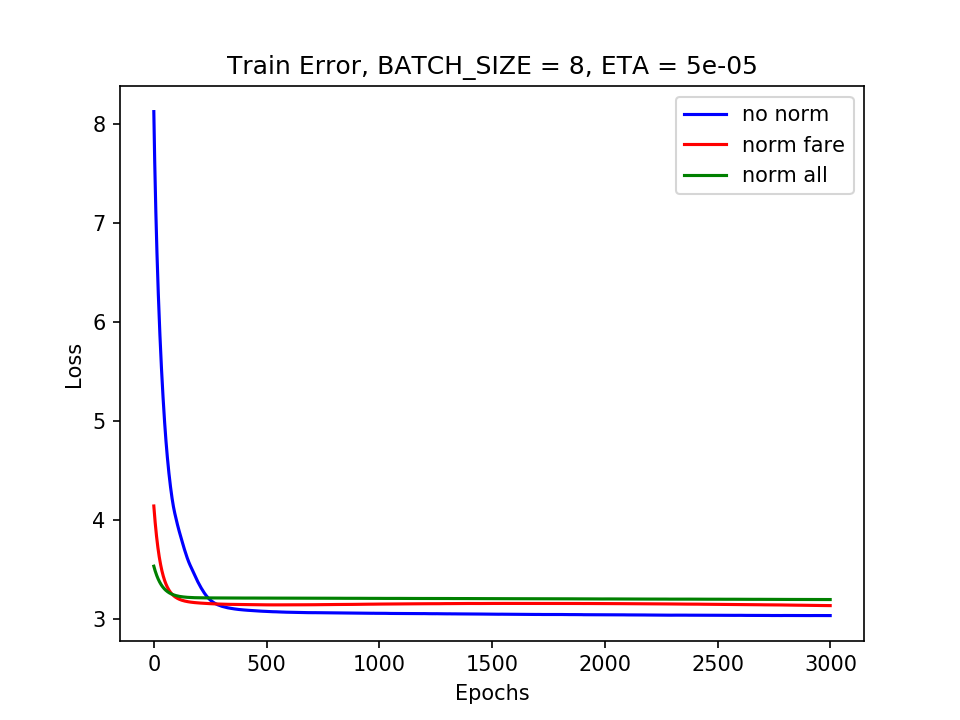 Train Error, BATCH_SIZE = 8, ETA = 5e-05
no norm
norm fare
norm all
Loss
8
7
6
5
4
3
0 500 1000 1500 2000 2500 3000
Epochs